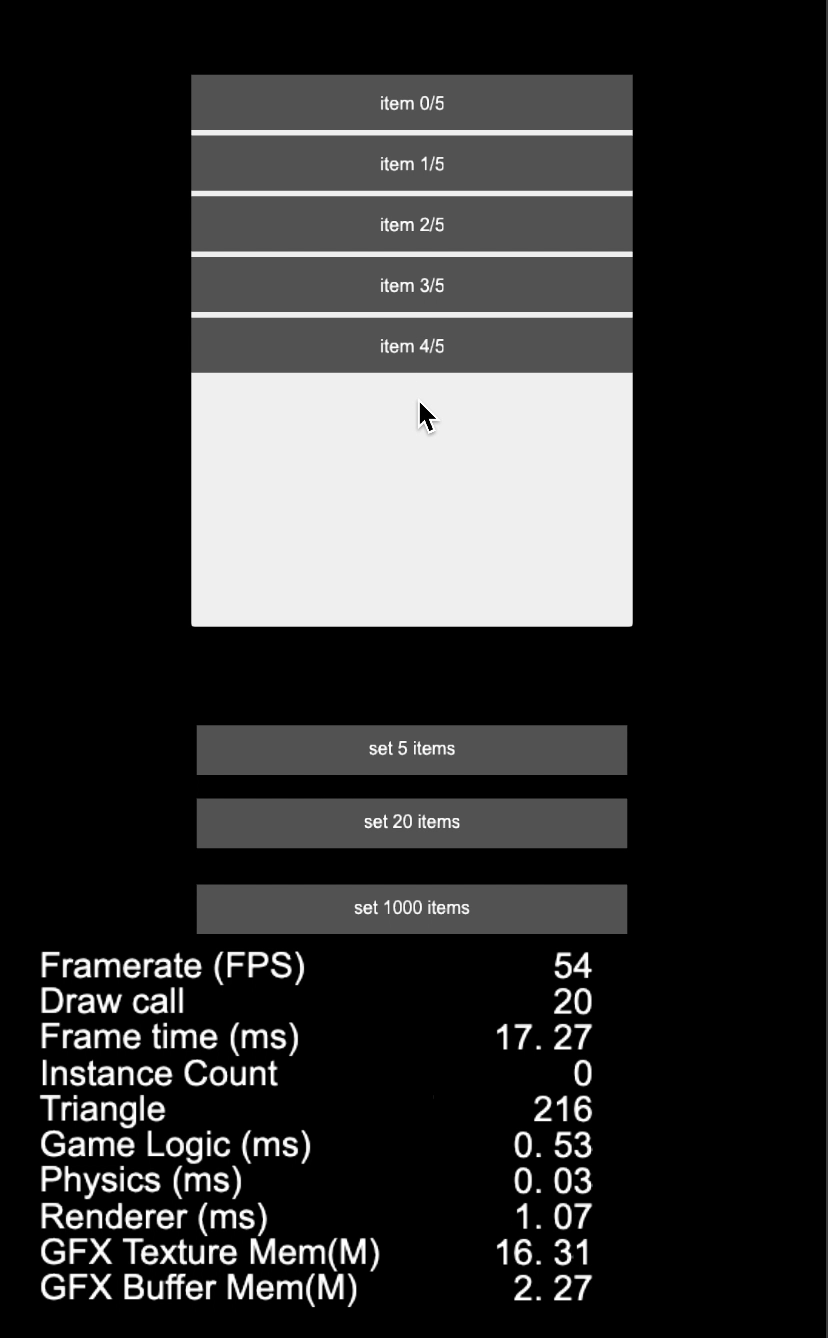 item 0/5
item 1/5
item 2/5
item 3/5
item 4/5
set 5 items
set 20 items
set 1000 items
Framerate (FPS) 54
Draw call 20
Frame time (ms) 17. 27
Instance Count 0
Triangle 216
Game Logic (ms) 0. 53
Physics (ms) 0. 03
Renderer (ms) 1. 07
GFX Texture Mem(M) 16. 31
GFX Buffer Mem(M) 2. 27